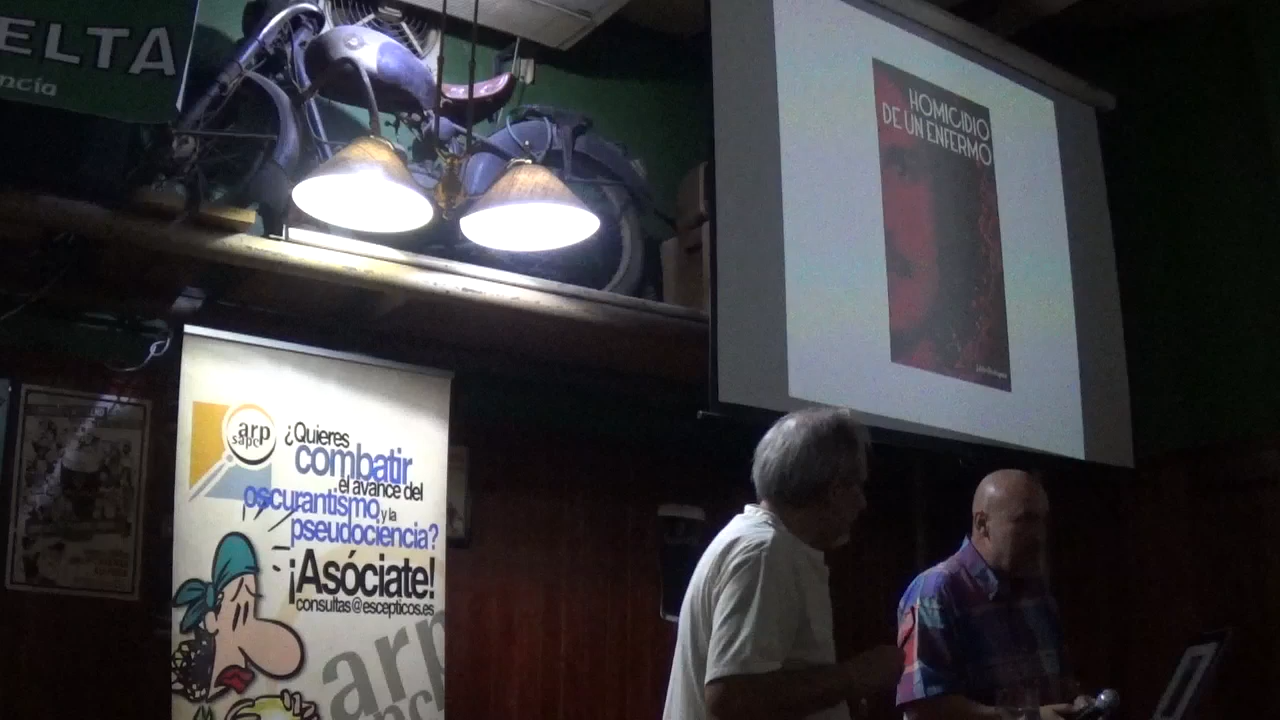 ELTA
ncía
HOMICIDIO
DE UN ENFERMO
arp
sapc
¿Quieres
combatir
el avance del
oscurantismo y la
pseudociencia?
¡Asóciate!
consultas@escepticos.es
arp